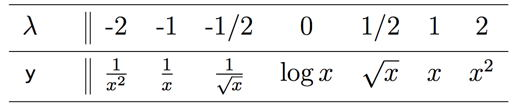 λ || -2 -1 -1/2 0 1/2 1 2
y || 1/x² 1/x 1/√x log x √x x x²